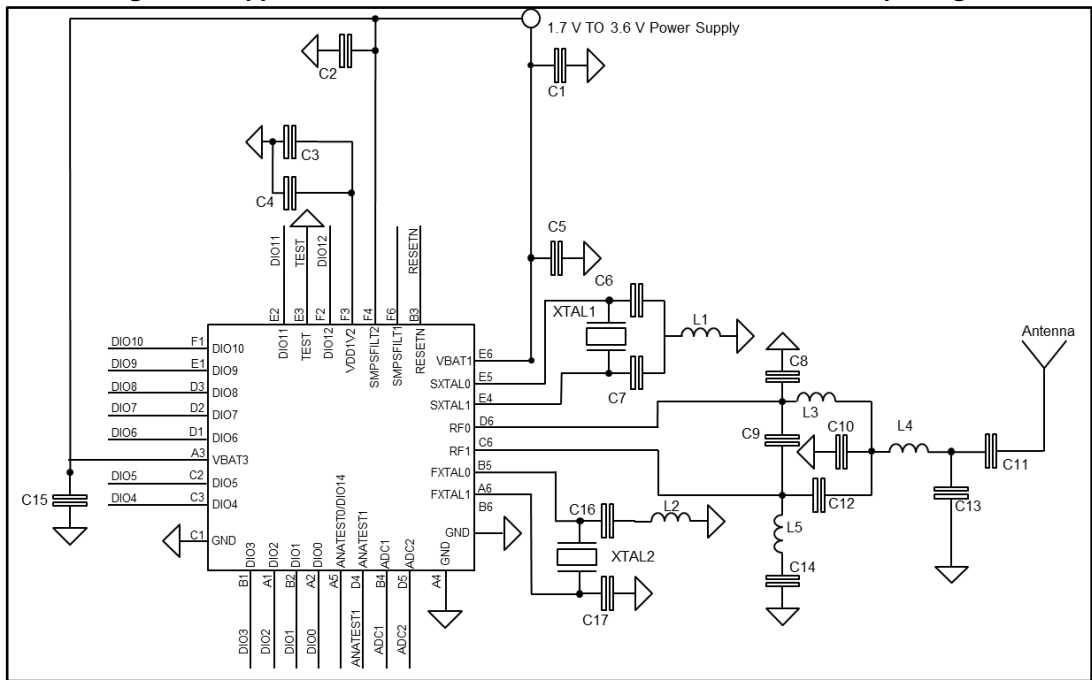 1.7 V TO 3.6 V Power Supply
C2
C1
C3
C4
C5
C6
XTAL1
L1
C7
Antenna
C8
L3
C9
C10
L4
C11
C12
C13
L5
C14
C15
C16
L2
XTAL2
C17
DIO11
TEST
DIO12
RESETN
E2
E3
F2
F3
F4
F6
B3
DIO11
TEST
DIO12
VDD1V2
SMPSFILT2
SMPSFILT1
RESETN
DIO10 F1 DIO10
DIO9 E1 DIO9
DIO8 D3 DIO8
DIO7 D2 DIO7
DIO6 D1 DIO6
A3 VBAT3
DIO5 C2 DIO5
DIO4 C3 DIO4
C1 GND
VBAT1 E6
SXTAL0 E5
SXTAL1 E4
RF0 D6
RF1 C6
FXTAL0 B5
FXTAL1 A6
B6
GND
DIO3
DIO2
DIO1
DIO0
ANATEST0/DIO14
ANATEST1
ADC1
ADC2
GND
B1
A1
B2
A2
A5
D4
B4
D5
A4
DIO3
DIO2
DIO1
DIO0
ANATEST1
ADC1
ADC2